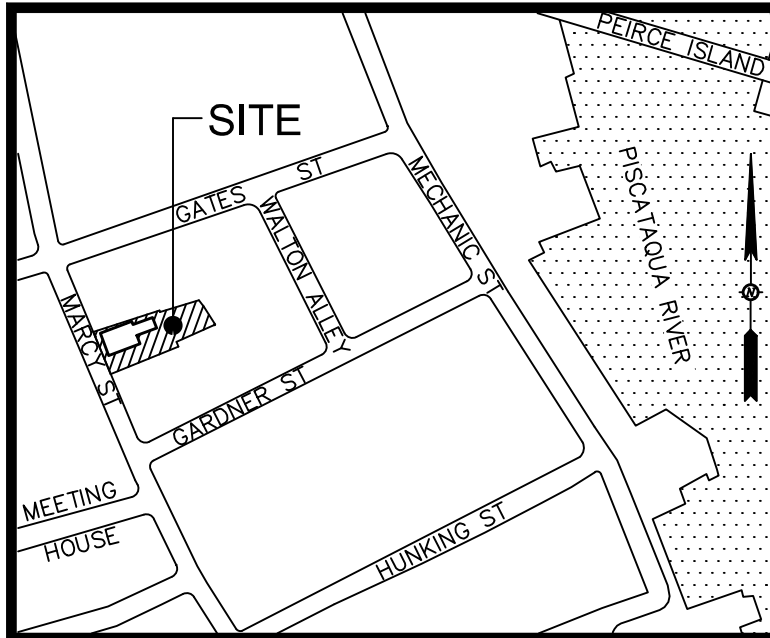 PEIRCE ISLAND
SITE
GATES ST
MECHANIC ST
WALTON ALLEY
PISCATAQUA RIVER
N
MARCY ST
GARDNER ST
MEETING
HOUSE
HUNKING ST